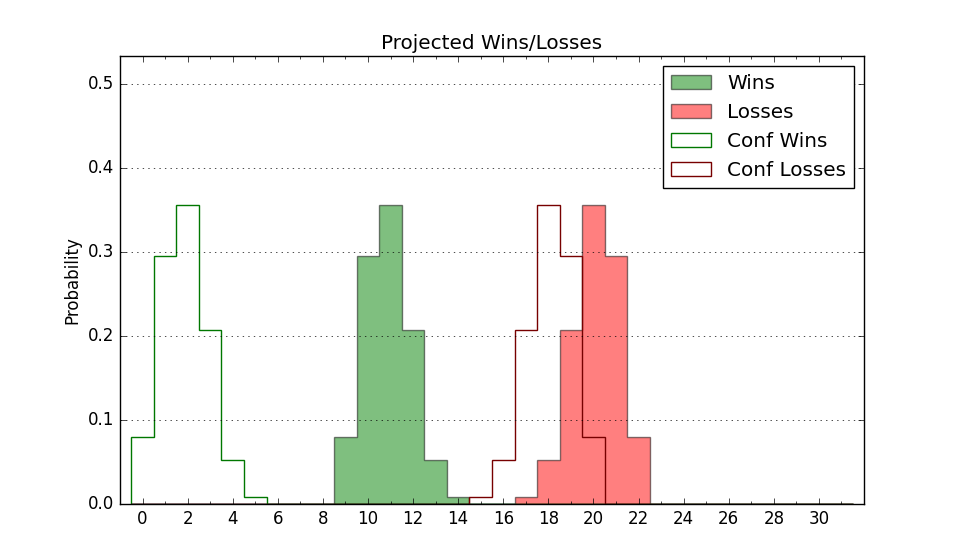 Projected Wins/Losses
Wins
Losses
Conf Wins
Conf Losses
Probability
0.5
0.4
0.3
0.2
0.1
0.0
0 2 4 6 8 10 12 14 16 18 20 22 24 26 28 30